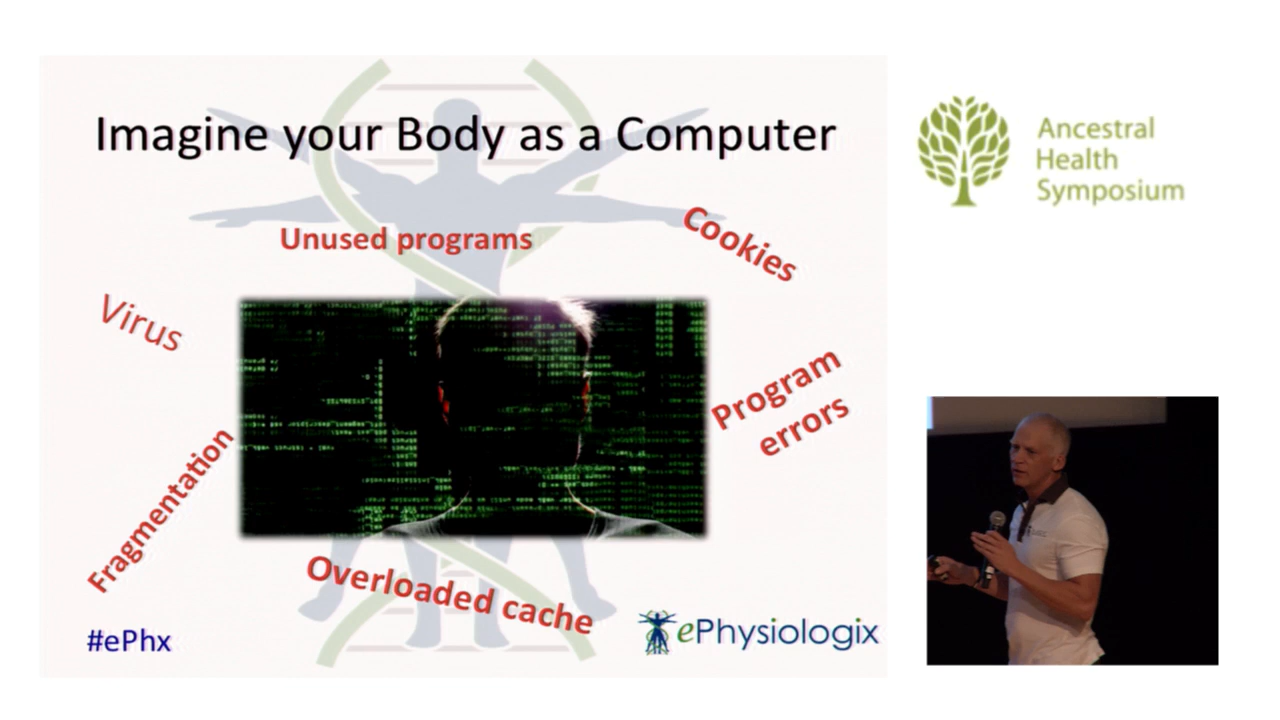 Imagine your Body as a Computer
Unused programs
Cookies
Virus
Program
errors
Fragmentation
Overloaded cache
#ePhx
ePhysiologix
Ancestral
Health
Symposium